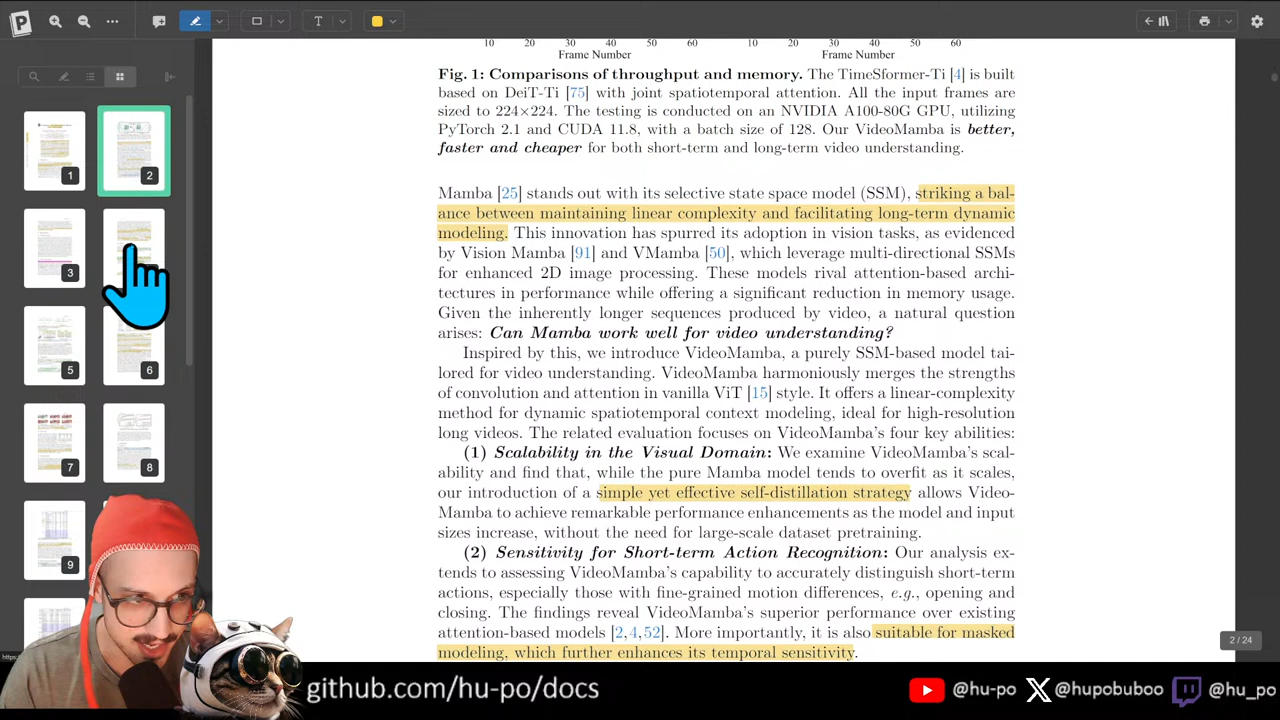 10 20 30 40 50 60 10 20 30 40 50 60
Frame Number Frame Number
Fig. 1: Comparisons of throughput and memory. The TimeSformer-Ti [4] is built
based on DeiT-Ti [75] with joint spatiotemporal attention. All the input frames are
sized to 224×224. The testing is conducted on an NVIDIA A100-80G GPU, utilizing
PyTorch 2.1 and CUDA 11.8, with a batch size of 128. Our VideoMamba is better,
faster and cheaper for both short-term and long-term video understanding.
Mamba [25] stands out with its selective state space model (SSM), striking a bal-
ance between maintaining linear complexity and facilitating long-term dynamic
modeling. This innovation has spurred its adoption in vision tasks, as evidenced
by Vision Mamba [91] and VMamba [50], which leverage multi-directional SSMs
for enhanced 2D image processing. These models rival attention-based archi-
tectures in performance while offering a significant reduction in memory usage.
Given the inherently longer sequences produced by video, a natural question
arises: Can Mamba work well for video understanding?
Inspired by this, we introduce VideoMamba, a purely SSM-based model tai-
lored for video understanding. VideoMamba harmoniously merges the strengths
of convolution and attention in vanilla ViT [15] style. It offers a linear-complexity
method for dynamic spatiotemporal context modeling, ideal for high-resolution
long videos. The related evaluation focuses on VideoMamba's four key abilities:
(1) Scalability in the Visual Domain: We examine VideoMamba's scal-
ability and find that, while the pure Mamba model tends to overfit as it scales,
our introduction of a simple yet effective self-distillation strategy allows Video-
Mamba to achieve remarkable performance enhancements as the model and input
sizes increase, without the need for large-scale dataset pretraining.
(2) Sensitivity for Short-term Action Recognition: Our analysis ex-
tends to assessing VideoMamba's capability to accurately distinguish short-term
actions, especially those with fine-grained motion differences, e.g., opening and
closing. The findings reveal VideoMamba's superior performance over existing
attention-based models [2,4,52]. More importantly, it is also suitable for masked
modeling, which further enhances its temporal sensitivity.
1 2
3
5 6
7 8
9
2 / 24
github.com/hu-po/docs
@hu-po @hupobuboo @hu_po